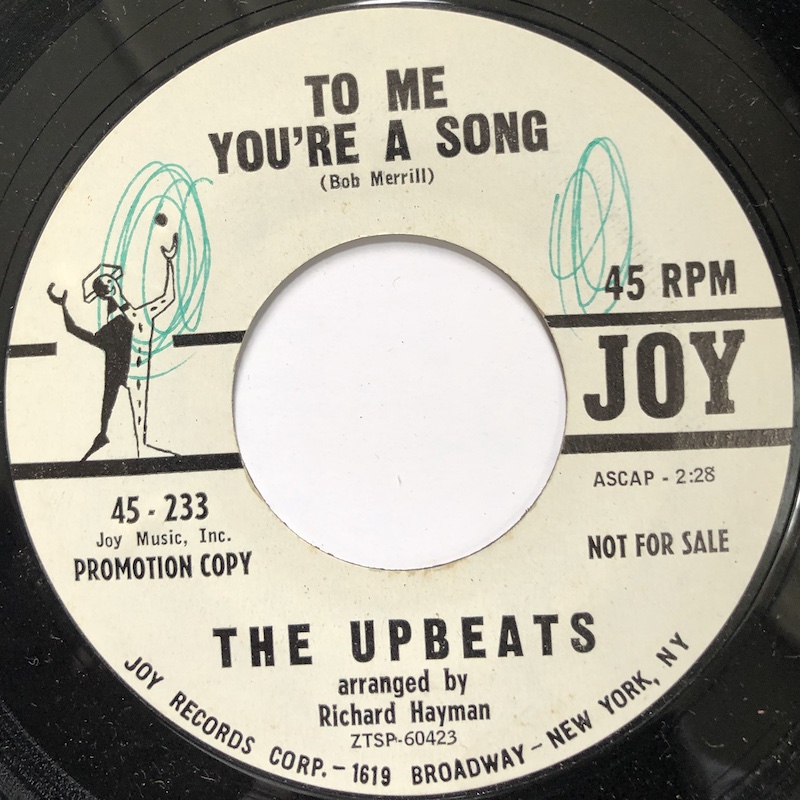 TO ME
YOU'RE A SONG
(Bob Merrill)
45 RPM
JOY
ASCAP - 2:28
45 - 233
Joy Music, Inc.
PROMOTION COPY
NOT FOR SALE
THE UPBEATS
arranged by
Richard Hayman
ZTSP-60423
JOY RECORDS CORP. - 1619 BROADWAY - NEW YORK, NY